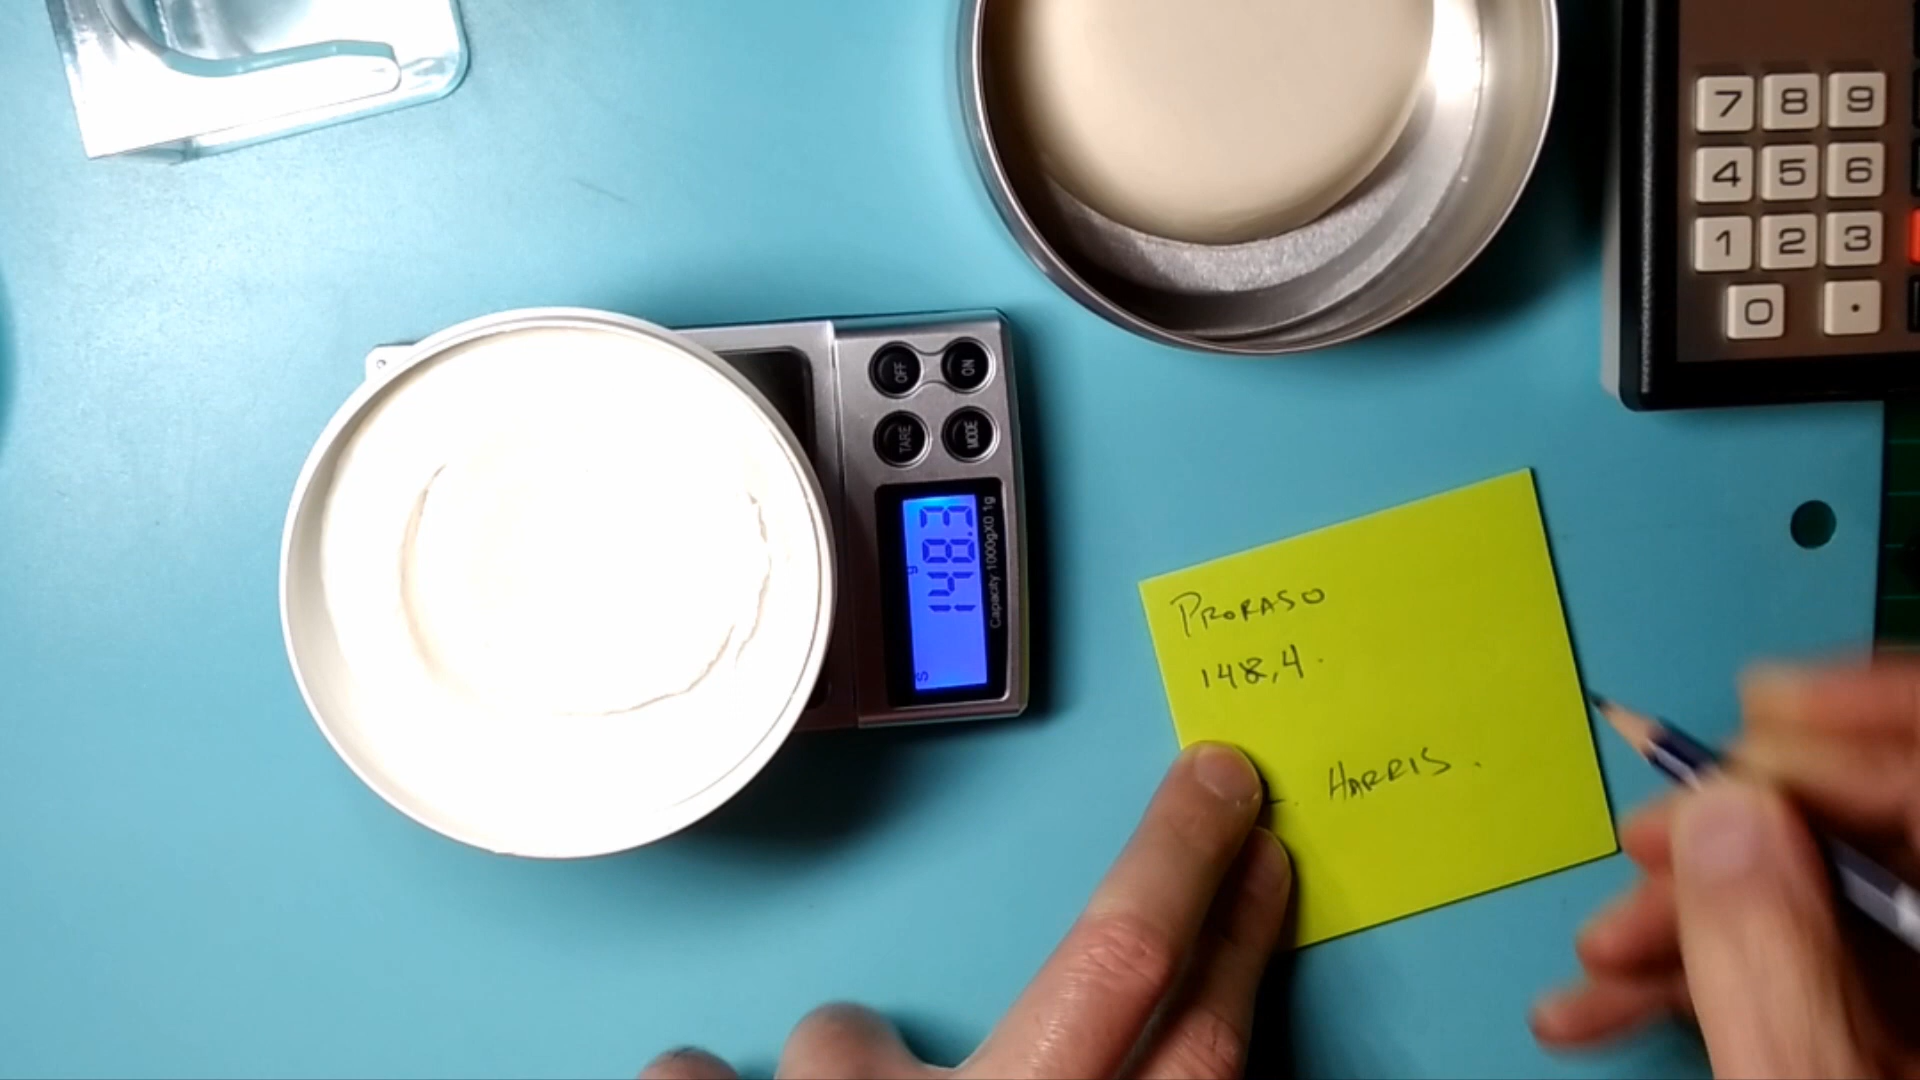 OFF
ON
TARE
MODE
148.3
g
S
Capacity 1000gX0.1g
PRORASO
148,4.
. HARRIS.
7 8 9
4 5 6
1 2 3
0 .